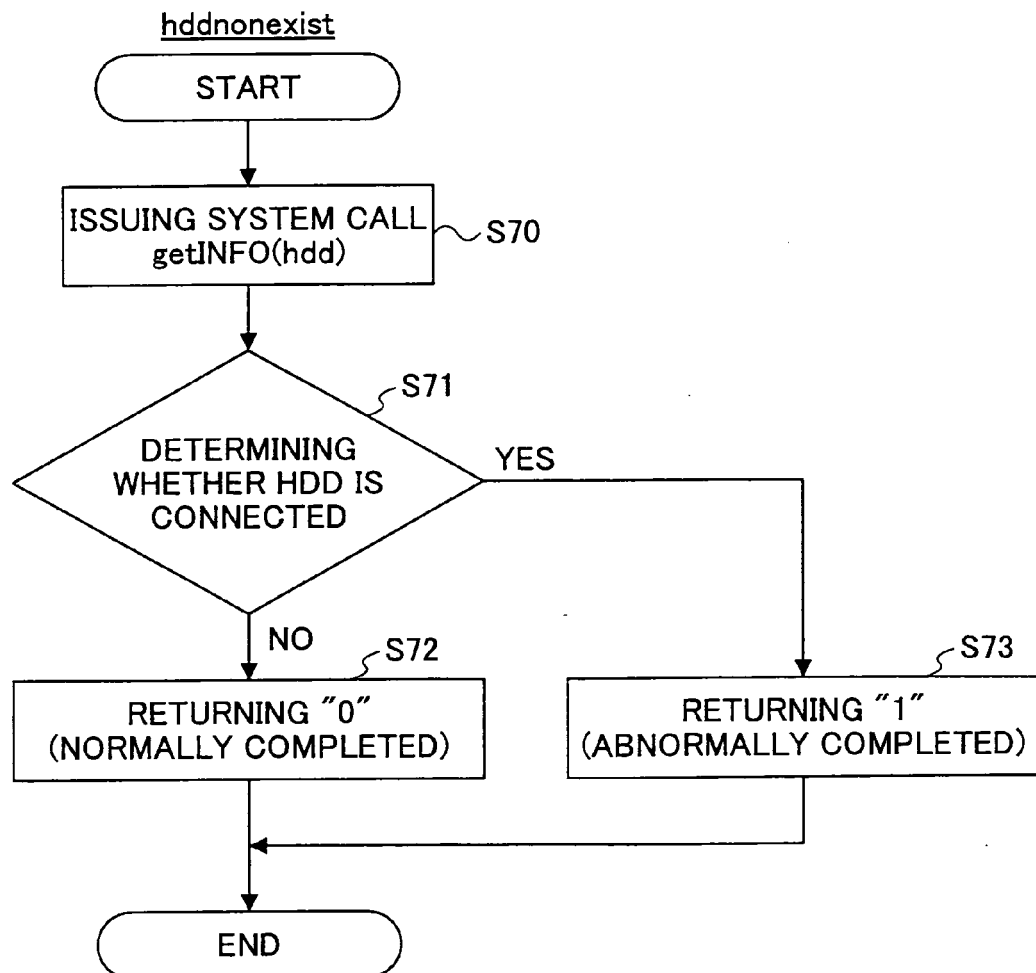 hddnonexist
START
ISSUING SYSTEM CALL
getINFO(hdd)
S70
S71
DETERMINING
WHETHER HDD IS
CONNECTED
YES
NO
S72
RETURNING "0"
(NORMALLY COMPLETED)
S73
RETURNING "1"
(ABNORMALLY COMPLETED)
END